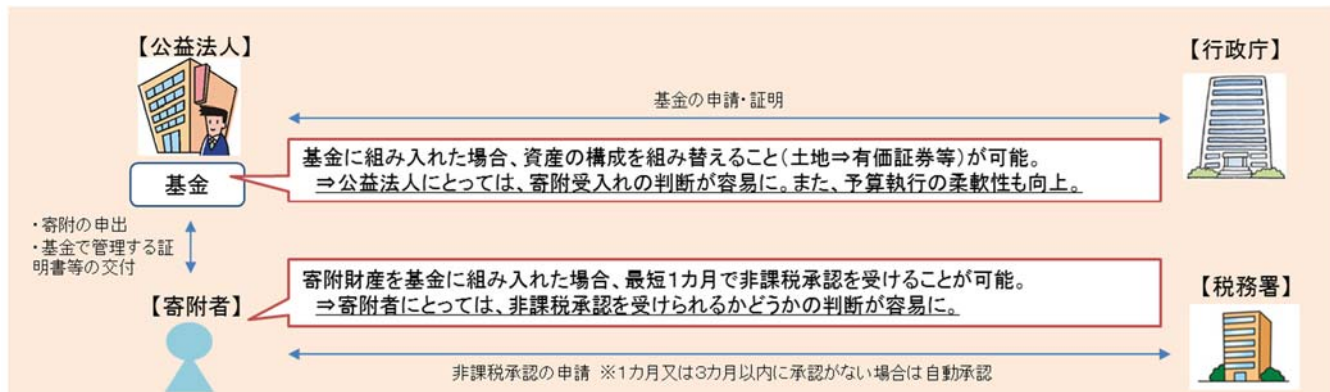 【公益法人】
【行政庁】
基金の申請・証明
基金に組み入れた場合、資産の構成を組み替えること(土地⇒有価証券等)が可能。
⇒公益法人にとっては、寄附受入れの判断が容易に。また、予算執行の柔軟性も向上。
基金
・寄附の申出
・基金で管理する証
明書等の交付
寄附財産を基金に組み入れた場合、最短1カ月で非課税承認を受けることが可能。
⇒寄附者にとっては、非課税承認を受けられるかどうかの判断が容易に。
【寄附者】
【税務署】
非課税承認の申請 ※1カ月又は3カ月以内に承認がない場合は自動承認